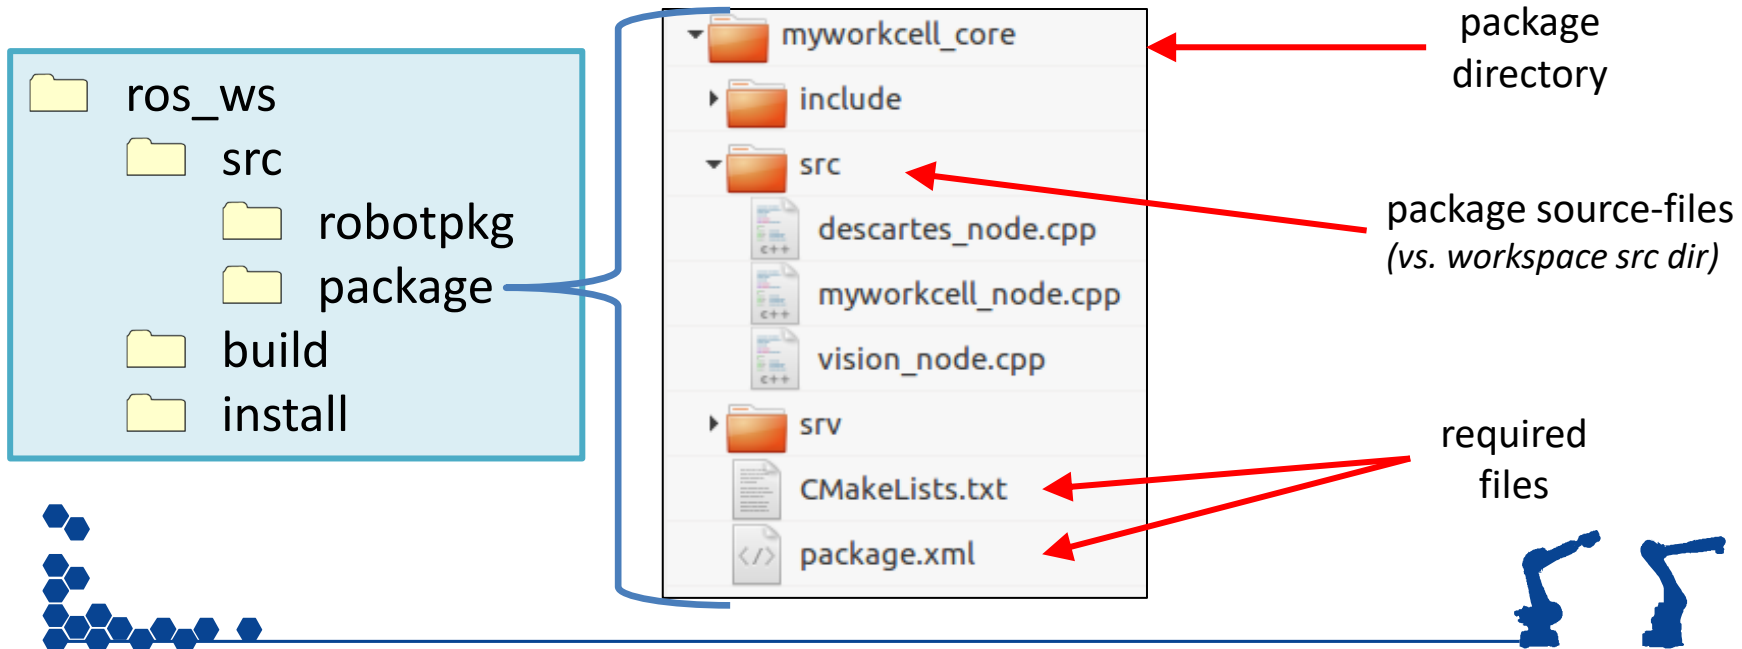 ros_ws
src
robotpkg
package
build
install
myworkcell_core
include
src
descartes_node.cpp
C++
myworkcell_node.cpp
C++
vision_node.cpp
C++
srv
CMakeLists.txt
</>
package.xml
package
directory
package source-files
(vs. workspace src dir)
required
files